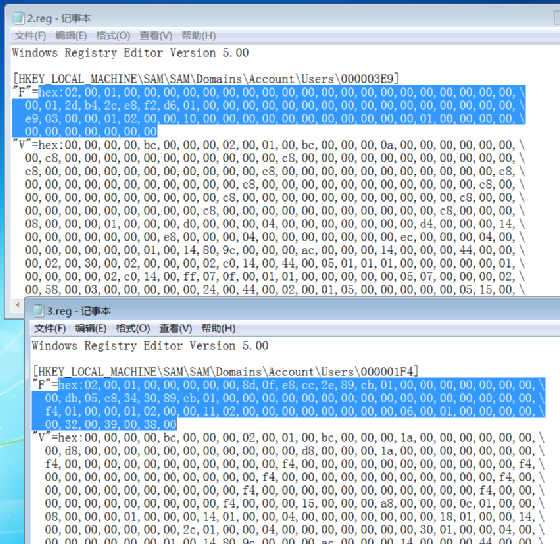 2.reg - 记事本
文件(F) 编辑(E) 格式(O) 查看(V) 帮助(H)
Windows Registry Editor Version 5.00
[HKEY_LOCAL_MACHINE\SAM\SAM\Domains\Account\Users\000003E9]
"F"=hex:02,00,01,00,00,00,00,00,00,00,00,00,00,00,00,00,00,00,00,00,00,00,00,\
00,01,2d,b4,2c,e8,f2,d6,01,00,00,00,00,00,00,00,00,00,00,00,00,00,00,00,00,\
e9,03,00,00,01,02,00,00,10,00,00,00,00,00,00,00,00,00,00,00,01,00,00,00,00,\
00,00,00,00,00,00,00
"V"=hex:00,00,00,00,bc,00,00,00,02,00,01,00,bc,00,00,00,0a,00,00,00,00,00,00,\
00,c8,00,00,00,00,00,00,00,00,00,00,00,c8,00,00,00,00,00,00,00,00,00,00,00,\
c8,00,00,00,00,00,00,00,00,00,00,00,c8,00,00,00,00,00,00,00,00,00,00,00,c8,\
00,00,00,00,00,00,00,00,00,00,00,c8,00,00,00,00,00,00,00,00,00,00,00,c8,00,\
00,00,00,00,00,00,00,00,00,00,c8,00,00,00,00,00,00,00,00,00,00,00,c8,00,00,\
00,00,00,00,00,00,00,00,00,c8,00,00,00,00,00,00,00,00,00,00,00,c8,00,00,00,\
08,00,00,00,01,00,00,00,d0,00,00,00,04,00,00,00,00,00,00,00,d4,00,00,00,14,\
00,00,00,00,00,00,00,e8,00,00,00,04,00,00,00,00,00,00,00,ec,00,00,00,04,00,\
00,00,00,00,00,00,01,00,14,80,9c,00,00,00,ac,00,00,00,14,00,00,00,44,00,00,\
00,02,00,30,00,02,00,00,00,02,c0,14,00,44,00,05,01,01,01,00,00,00,00,00,01,\
00,00,00,00,02,c0,14,00,ff,07,0f,00,01,01,00,00,00,00,00,05,07,00,00,00,02,\
00,58,00,03,00,00,00,00,00,24,00,44,00,02,00,01,05,00,00,00,00,00,05,15,00,\
3.reg - 记事本
文件(F) 编辑(E) 格式(O) 查看(V) 帮助(H)
Windows Registry Editor Version 5.00
[HKEY_LOCAL_MACHINE\SAM\SAM\Domains\Account\Users\000001F4]
"F"=hex:02,00,01,00,00,00,00,00,8d,0f,e8,cc,2e,89,cb,01,00,00,00,00,00,00,00,\
00,db,05,c8,34,30,89,cb,01,00,00,00,00,00,00,00,00,00,00,00,00,00,00,00,00,\
f4,01,00,00,01,02,00,00,11,02,00,00,00,00,00,00,00,00,06,00,01,00,00,00,00,\
00,32,00,39,00,38,00
"V"=hex:00,00,00,00,bc,00,00,00,02,00,01,00,bc,00,00,00,1a,00,00,00,00,00,00,\
00,d8,00,00,00,00,00,00,00,00,00,00,00,d8,00,00,00,1a,00,00,00,00,00,00,00,\
f4,00,00,00,00,00,00,00,00,00,00,00,f4,00,00,00,00,00,00,00,00,00,00,00,f4,\
00,00,00,00,00,00,00,00,00,00,00,f4,00,00,00,00,00,00,00,00,00,00,00,f4,00,\
00,00,00,00,00,00,00,00,00,00,f4,00,00,00,00,00,00,00,00,00,00,00,f4,00,00,\
00,00,00,00,00,00,00,00,00,f4,00,00,00,15,00,00,00,a8,00,00,00,0c,01,00,00,\
08,00,00,00,01,00,00,00,14,01,00,00,04,00,00,00,00,00,00,00,18,01,00,00,14,\
00,00,00,00,00,00,00,2c,01,00,00,04,00,00,00,00,00,00,00,30,01,00,00,04,00,\
00,00,00,00,00,00,01,00,14,80,9c,00,00,00,ac,00,00,00,14,00,00,00,44,00,00,\